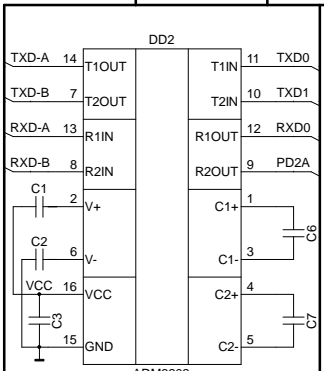 DD2
TXD-A 14 T1OUT T1IN 11 TXD0
TXD-B 7 T2OUT T2IN 10 TXD1
RXD-A 13 R1IN R1OUT 12 RXD0
RXD-B 8 R2IN R2OUT 9 PD2A
C1 2 V+ C1+ 1
C6
C2 6 V- C1- 3
VCC 16 VCC C2+ 4
C3 C7
15 GND C2- 5